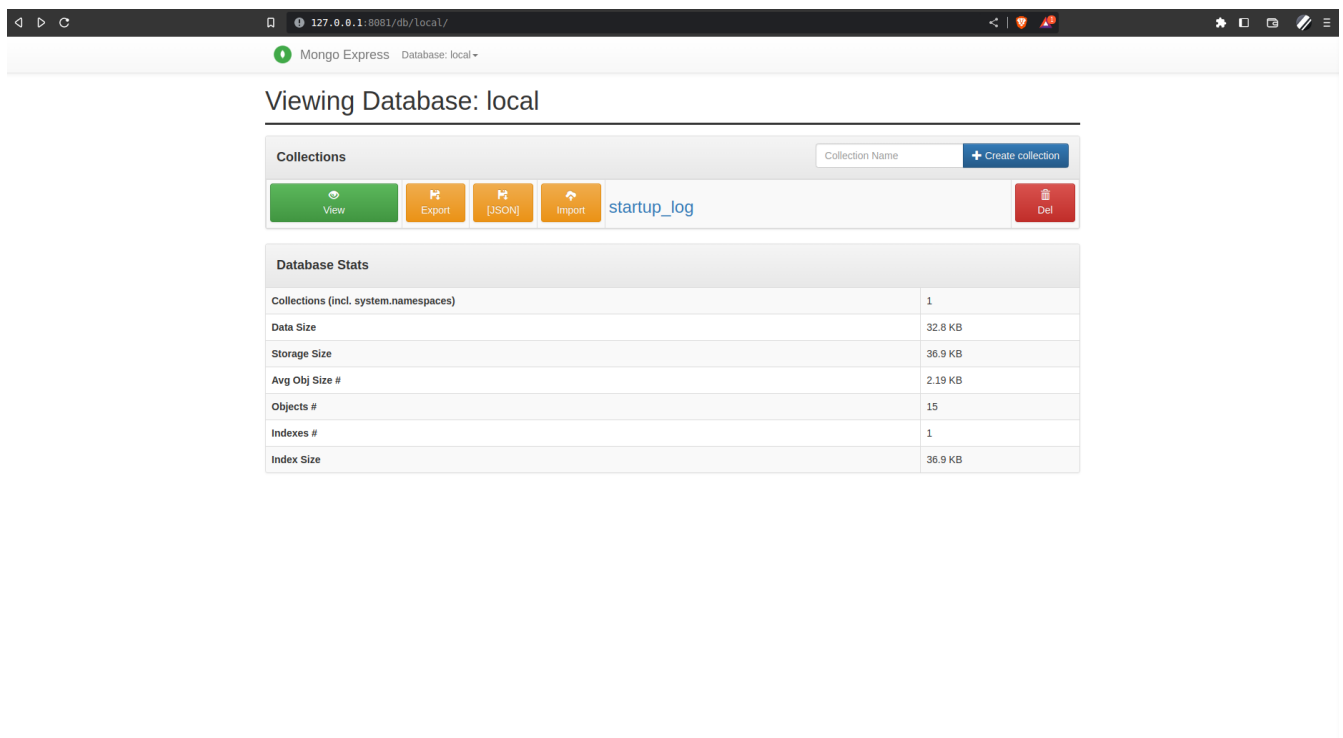 127.0.0.1:8081/db/local/
1
Mongo Express Database: local
Viewing Database: local
Collections
Collection Name
Create collection
View
Export
[JSON]
Import
startup_log
Del
Database Stats
Collections (incl. system.namespaces) 1
Data Size 32.8 KB
Storage Size 36.9 KB
Avg Obj Size # 2.19 KB
Objects # 15
Indexes # 1
Index Size 36.9 KB